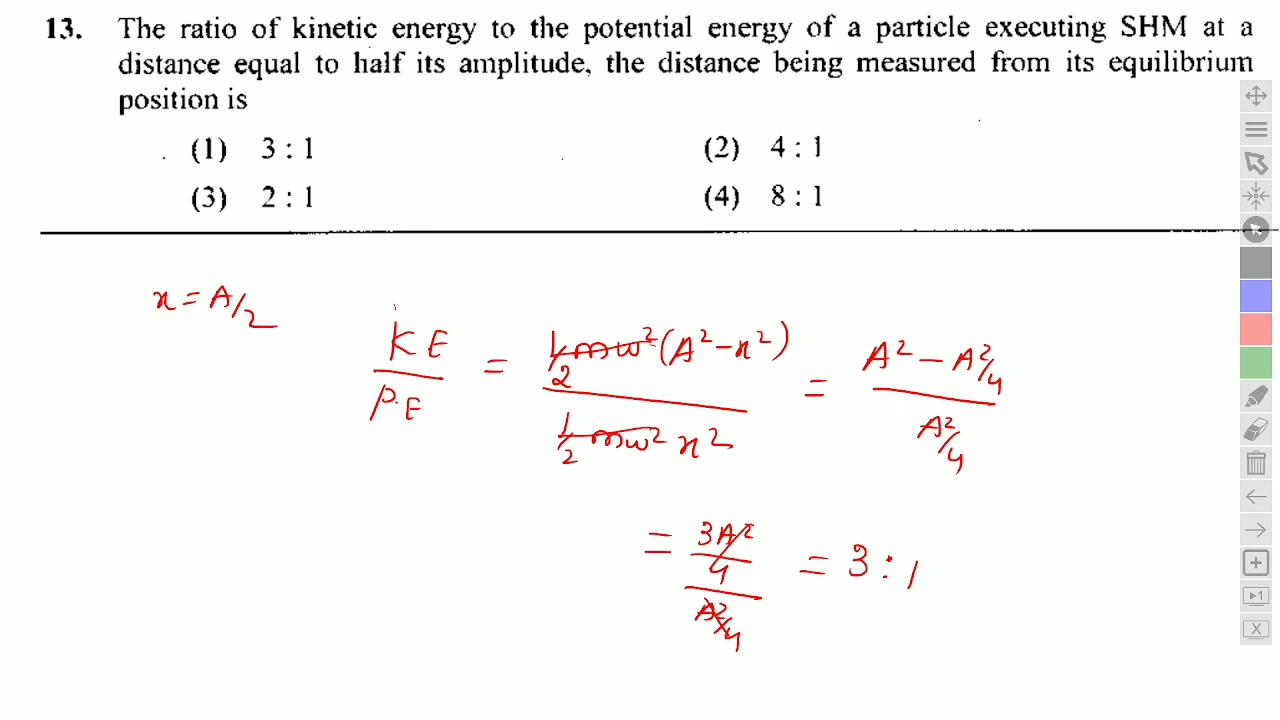 13. The ratio of kinetic energy to the potential energy of a particle executing SHM at a
distance equal to half its amplitude, the distance being measured from its equilibrium
position is
(1) 3 : 1 (2) 4 : 1
(3) 2 : 1 (4) 8 : 1
x = A/2
KE / P.E = 1/2 mω² (A² - x²) / 1/2 mω² x² = A² - A²/4 / A²/4
= 3A²/4 / A²/4 = 3 : 1
▶1
X